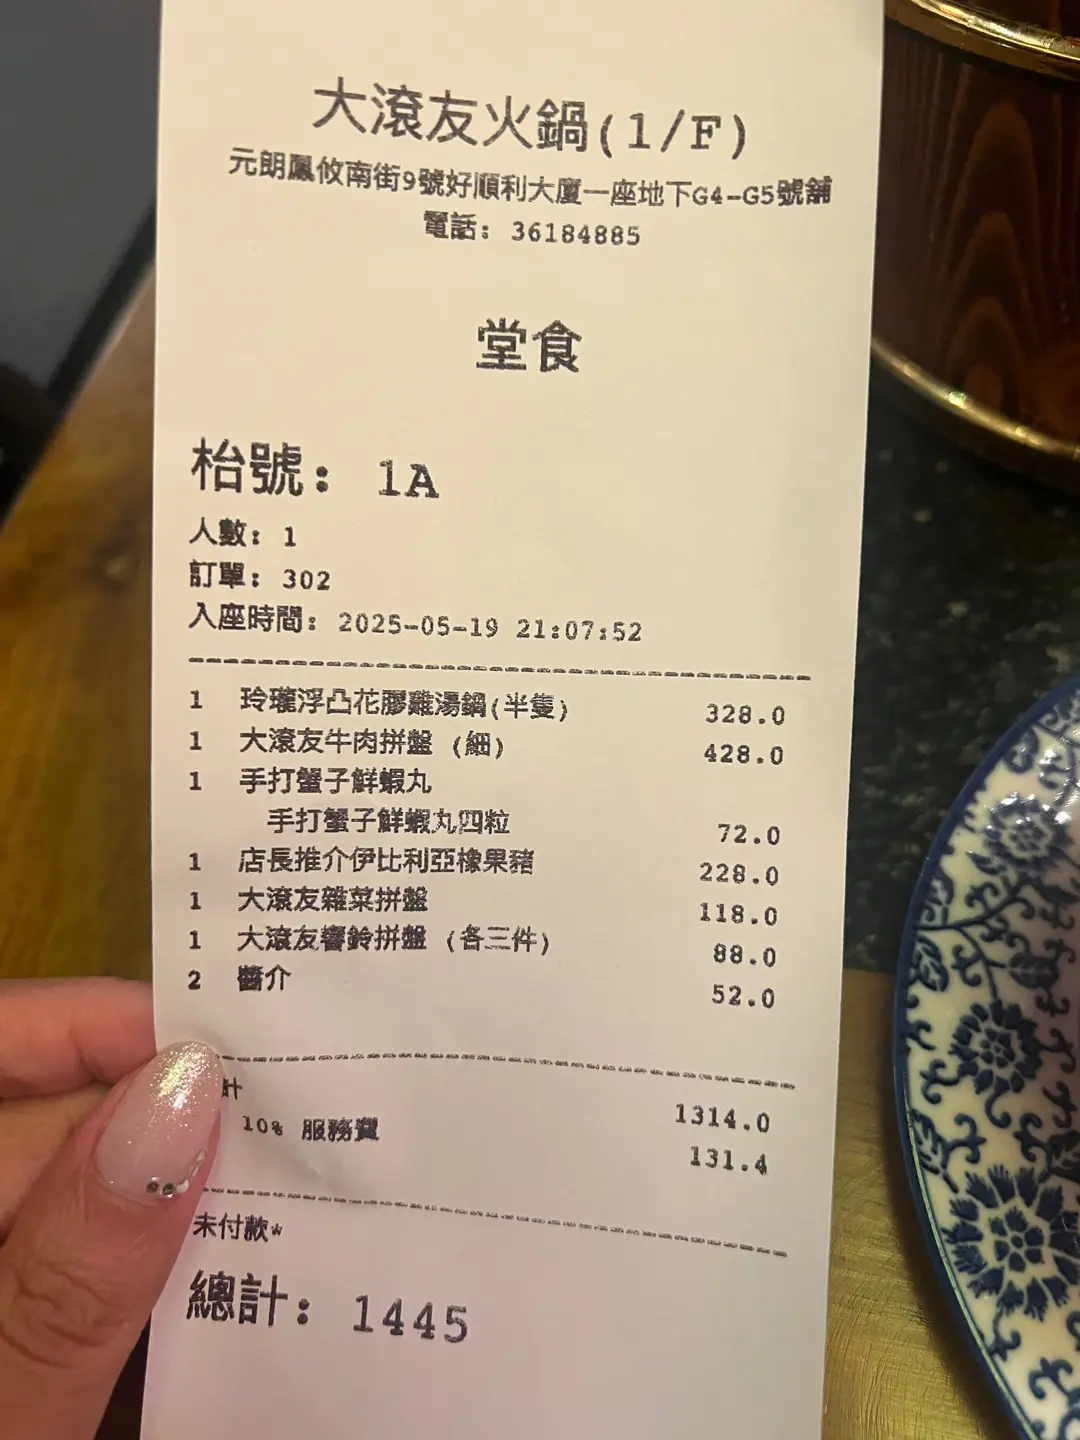 大滾友火鍋(1/F)
元朗鳳攸南街9號好順利大廈一座地下G4-G5號舖
電話: 36184885
堂食
枱號: 1A
人數: 1
訂單: 302
入座時間: 2025-05-19 21:07:52
1 玲瓏浮凸花膠雞湯鍋(半隻) 328.0
1 大滾友牛肉拼盤 (細) 428.0
1 手打蟹子鮮蝦丸
手打蟹子鮮蝦丸四粒 72.0
1 店長推介伊比利亞橡果豬 228.0
1 大滾友雜菜拼盤 118.0
1 大滾友響鈴拼盤 (各三件) 88.0
2 醬介 52.0
計 1314.0
10% 服務費 131.4
未付款*
總計: 1445